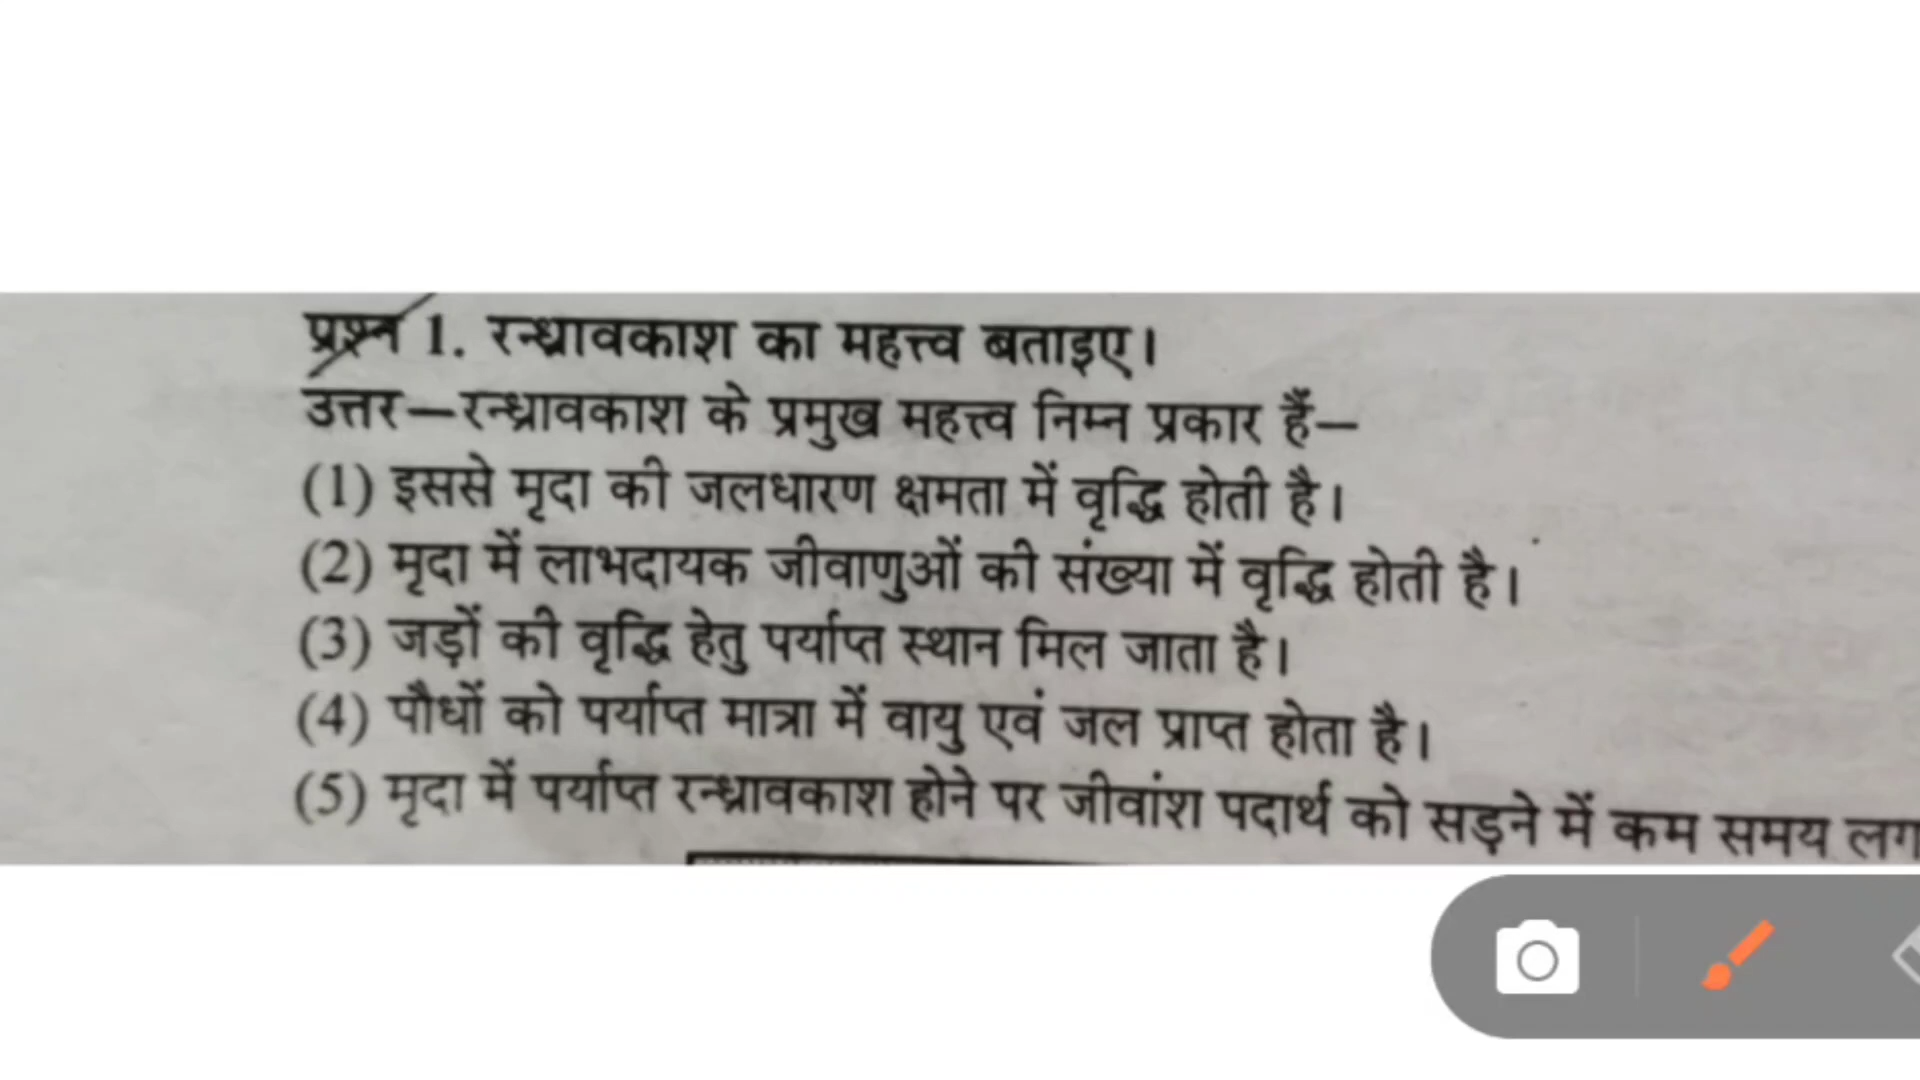 प्रश्न 1. रन्ध्रावकाश का महत्त्व बताइए।
उत्तर—रन्ध्रावकाश के प्रमुख महत्त्व निम्न प्रकार हैं—
(1) इससे मृदा की जलधारण क्षमता में वृद्धि होती है।
(2) मृदा में लाभदायक जीवाणुओं की संख्या में वृद्धि होती है।
(3) जड़ों की वृद्धि हेतु पर्याप्त स्थान मिल जाता है।
(4) पौधों को पर्याप्त मात्रा में वायु एवं जल प्राप्त होता है।
(5) मृदा में पर्याप्त रन्ध्रावकाश होने पर जीवांश पदार्थ को सड़ने में कम समय लग